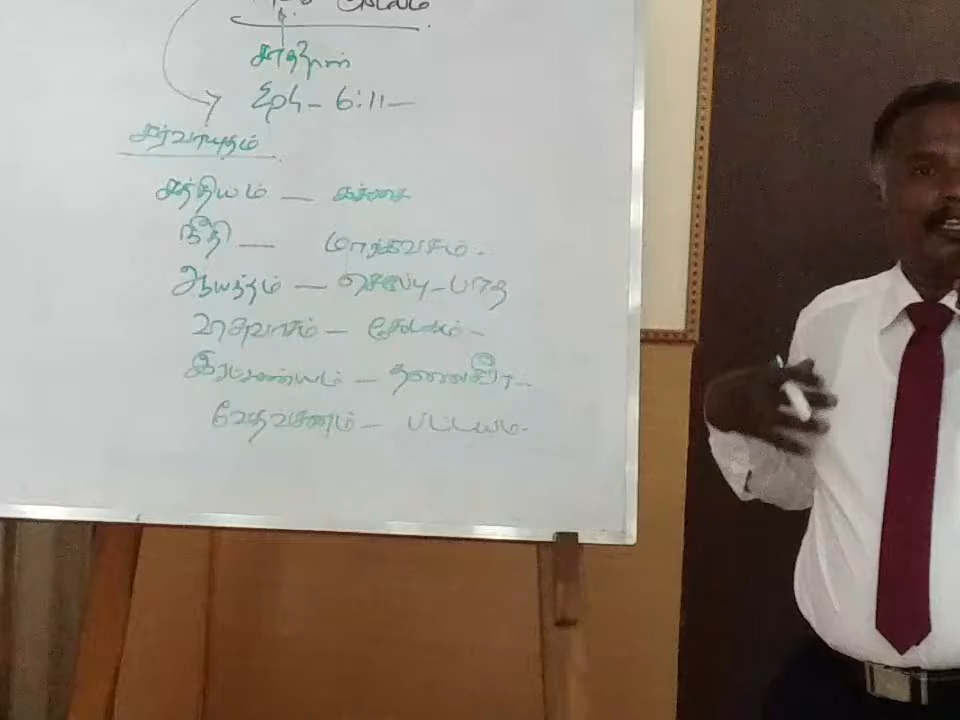 சாத்தான்
எபே – 6:11 –
சர்வாயுதம்
சத்தியம் – கச்சை
நீதி – மார்க்கவசம்.
ஆயத்தம் – செருப்பு – பாத
விசுவாசம் – கேடகம் –
இரட்சண்யம் – தலைசீரா..
வேதவசனம் – பட்டயம்.